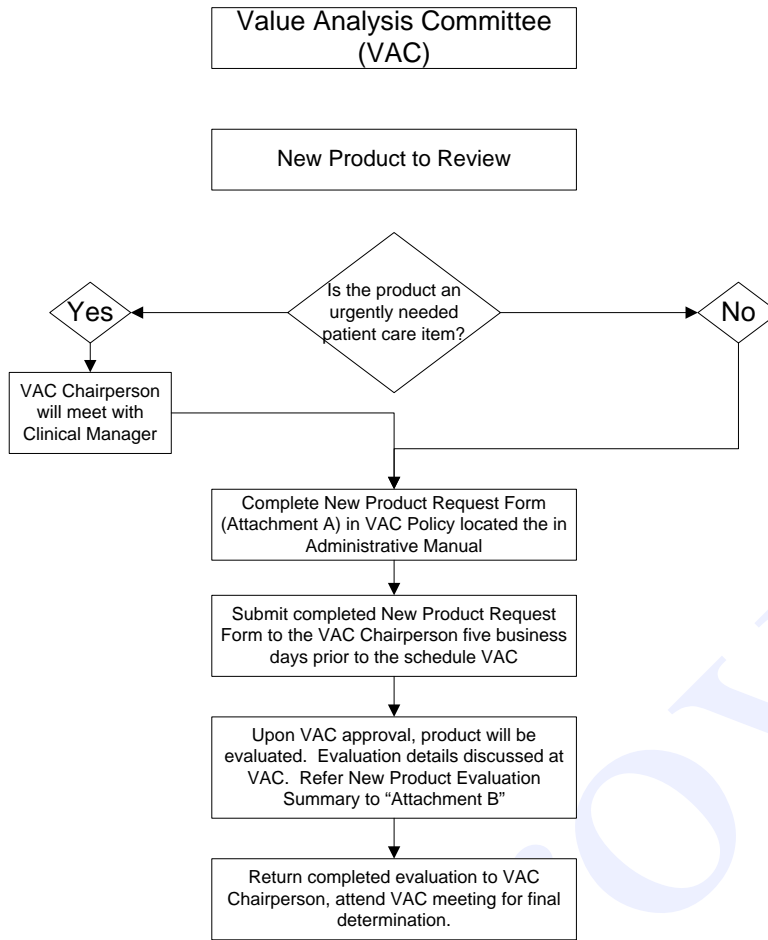 Value Analysis Committee
(VAC)
New Product to Review
Is the product an
urgently needed
patient care item?
Yes
No
VAC Chairperson
will meet with
Clinical Manager
Complete New Product Request Form
(Attachment A) in VAC Policy located the in
Administrative Manual
Submit completed New Product Request
Form to the VAC Chairperson five business
days prior to the schedule VAC
Upon VAC approval, product will be
evaluated.  Evaluation details discussed at
VAC.  Refer New Product Evaluation
Summary to “Attachment B”
Return completed evaluation to VAC
Chairperson, attend VAC meeting for final
determination.